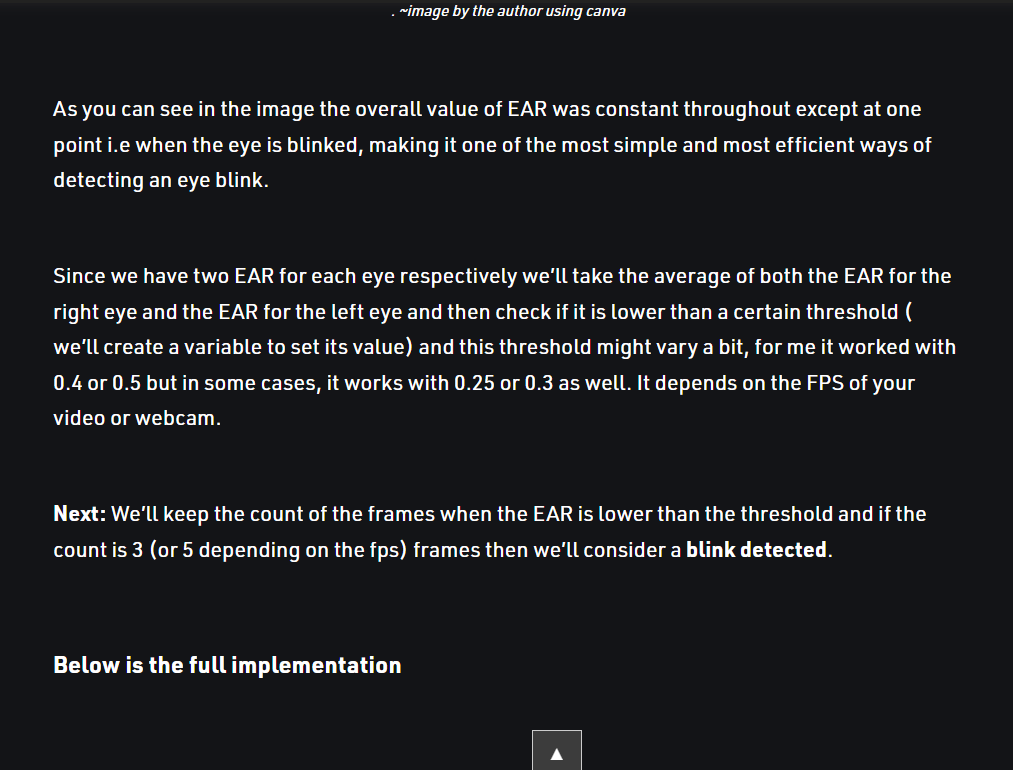 . ~image by the author using canva
As you can see in the image the overall value of EAR was constant throughout except at one
point i.e when the eye is blinked, making it one of the most simple and most efficient ways of
detecting an eye blink.
Since we have two EAR for each eye respectively we’ll take the average of both the EAR for the
right eye and the EAR for the left eye and then check if it is lower than a certain threshold (
we’ll create a variable to set its value) and this threshold might vary a bit, for me it worked with
0.4 or 0.5 but in some cases, it works with 0.25 or 0.3 as well. It depends on the FPS of your
video or webcam.
Next: We’ll keep the count of the frames when the EAR is lower than the threshold and if the
count is 3 (or 5 depending on the fps) frames then we’ll consider a blink detected.
Below is the full implementation